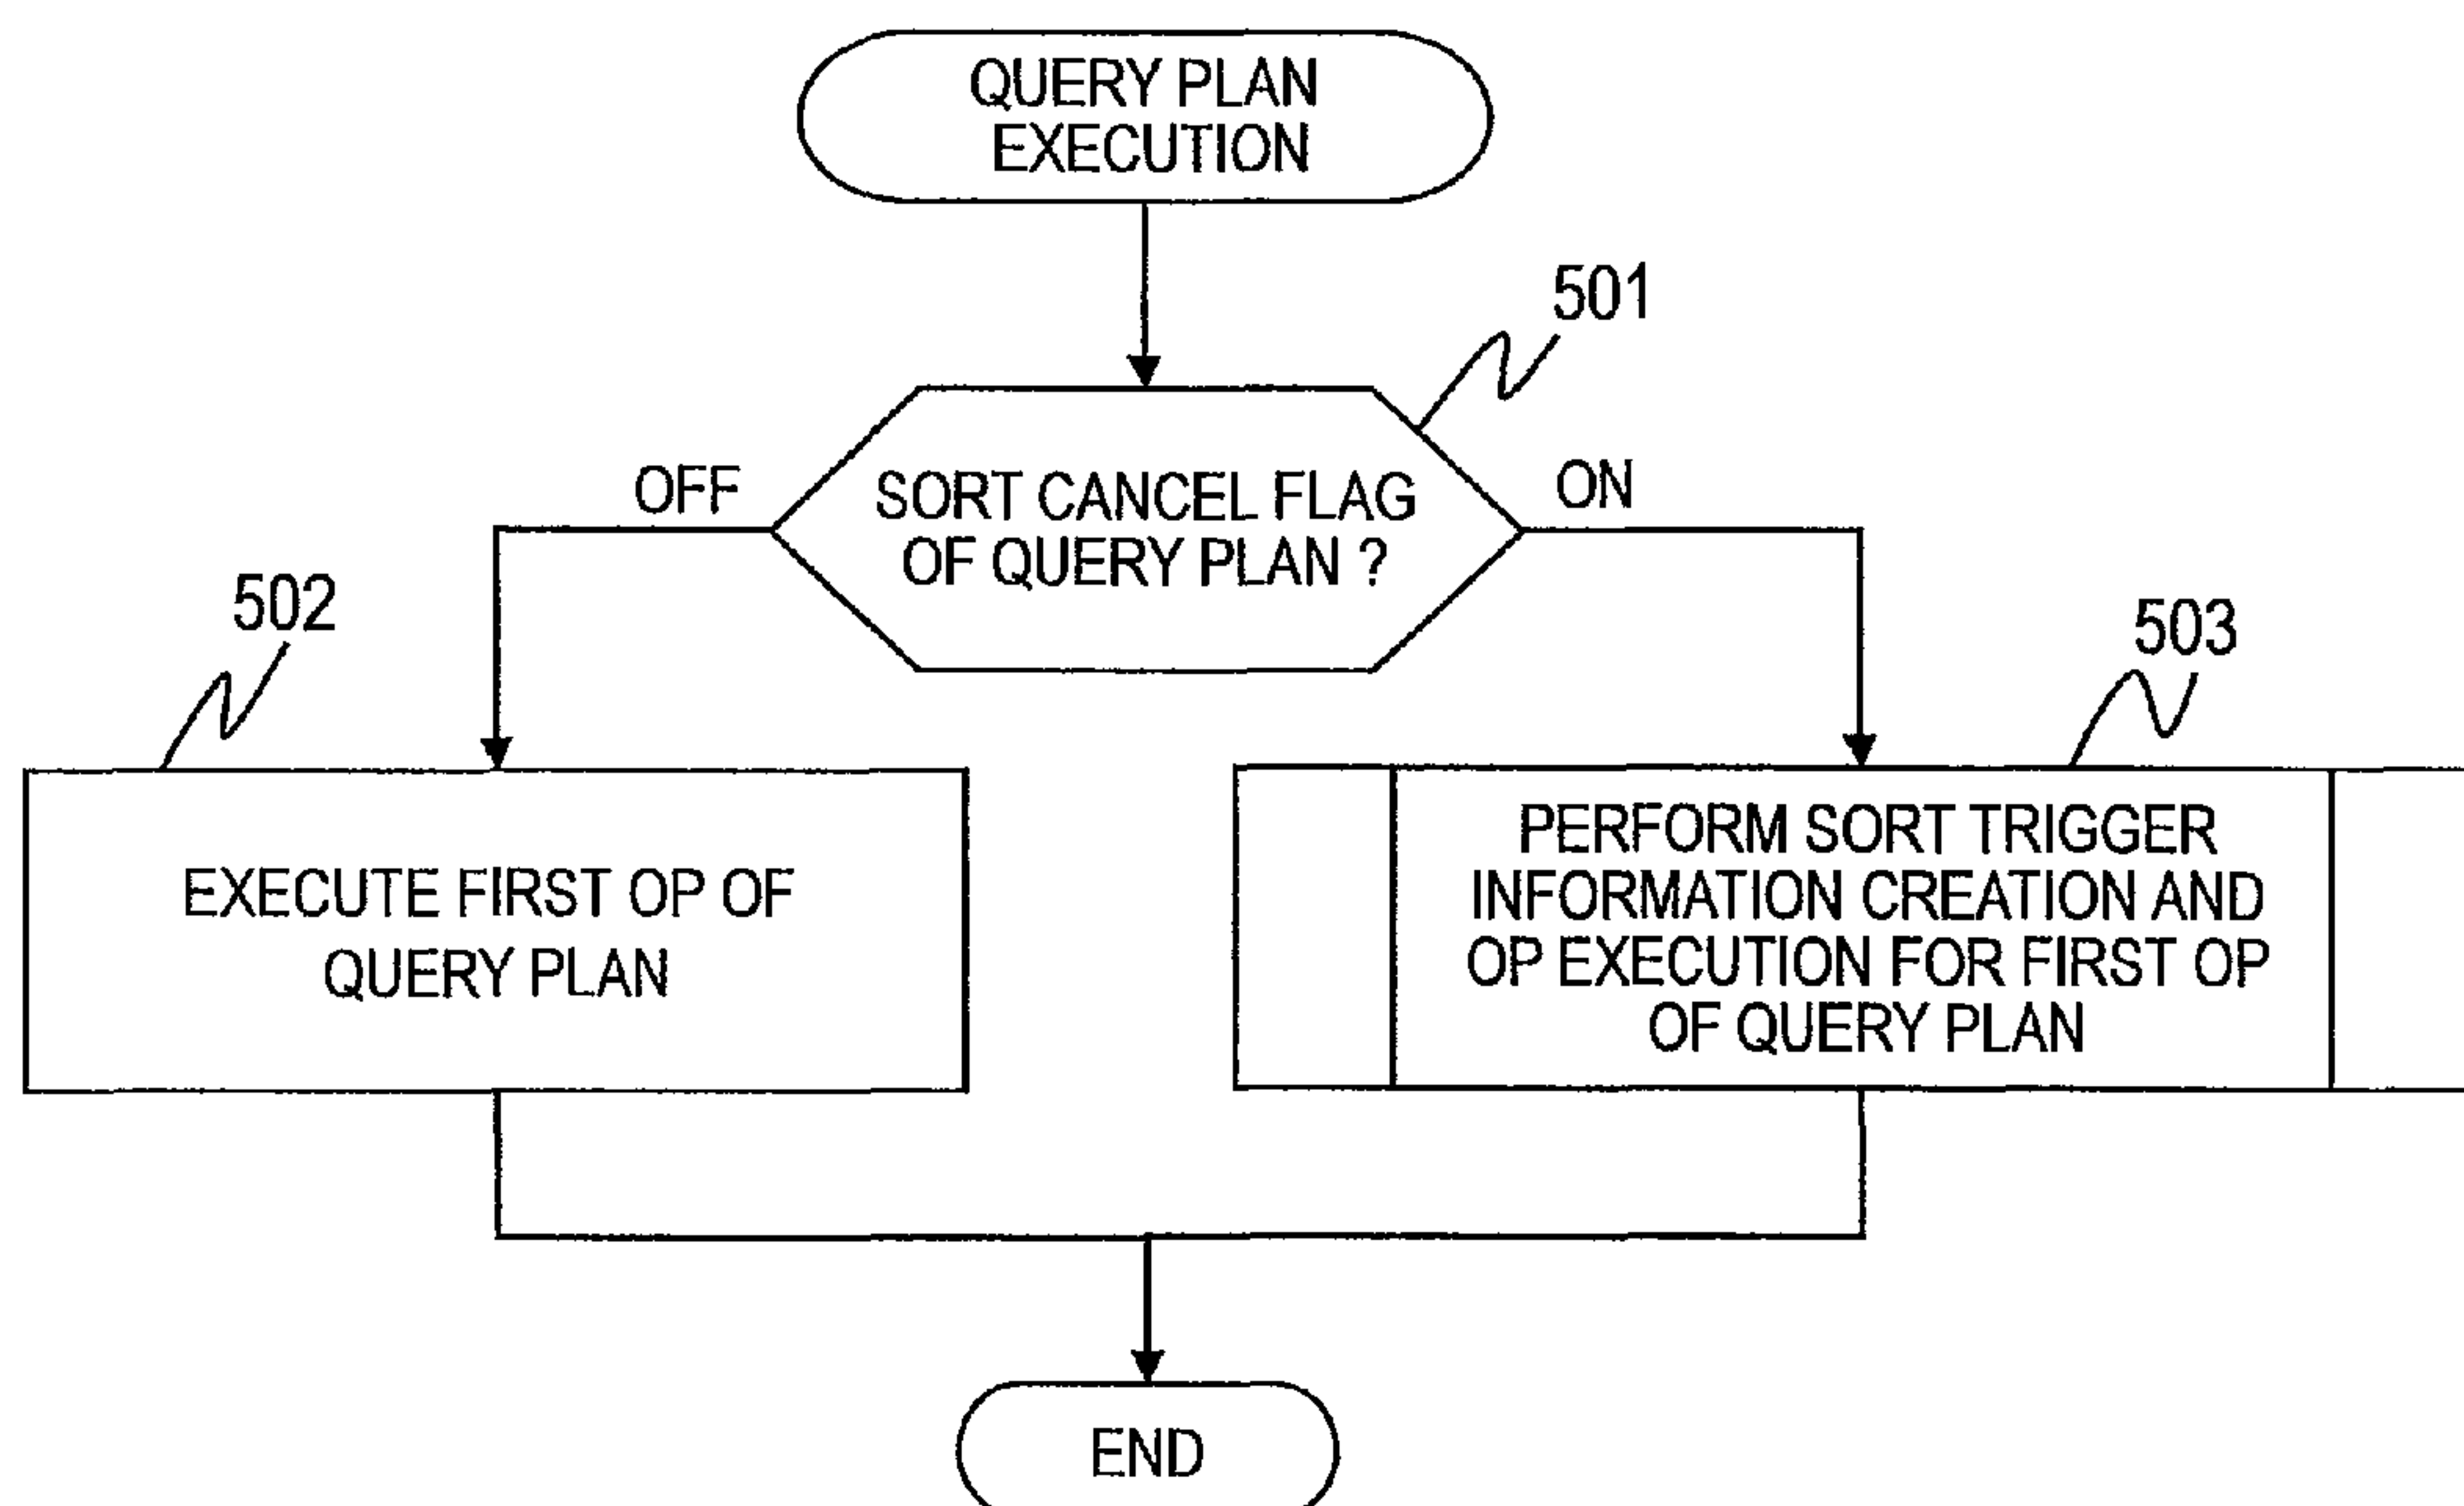 QUERY PLAN
EXECUTION
501
OFF
SORT CANCEL FLAG
OF QUERY PLAN ?
ON
502
503
EXECUTE FIRST OP OF
QUERY PLAN
PERFORM SORT TRIGGER
INFORMATION CREATION AND
OP EXECUTION FOR FIRST OP
OF QUERY PLAN
END